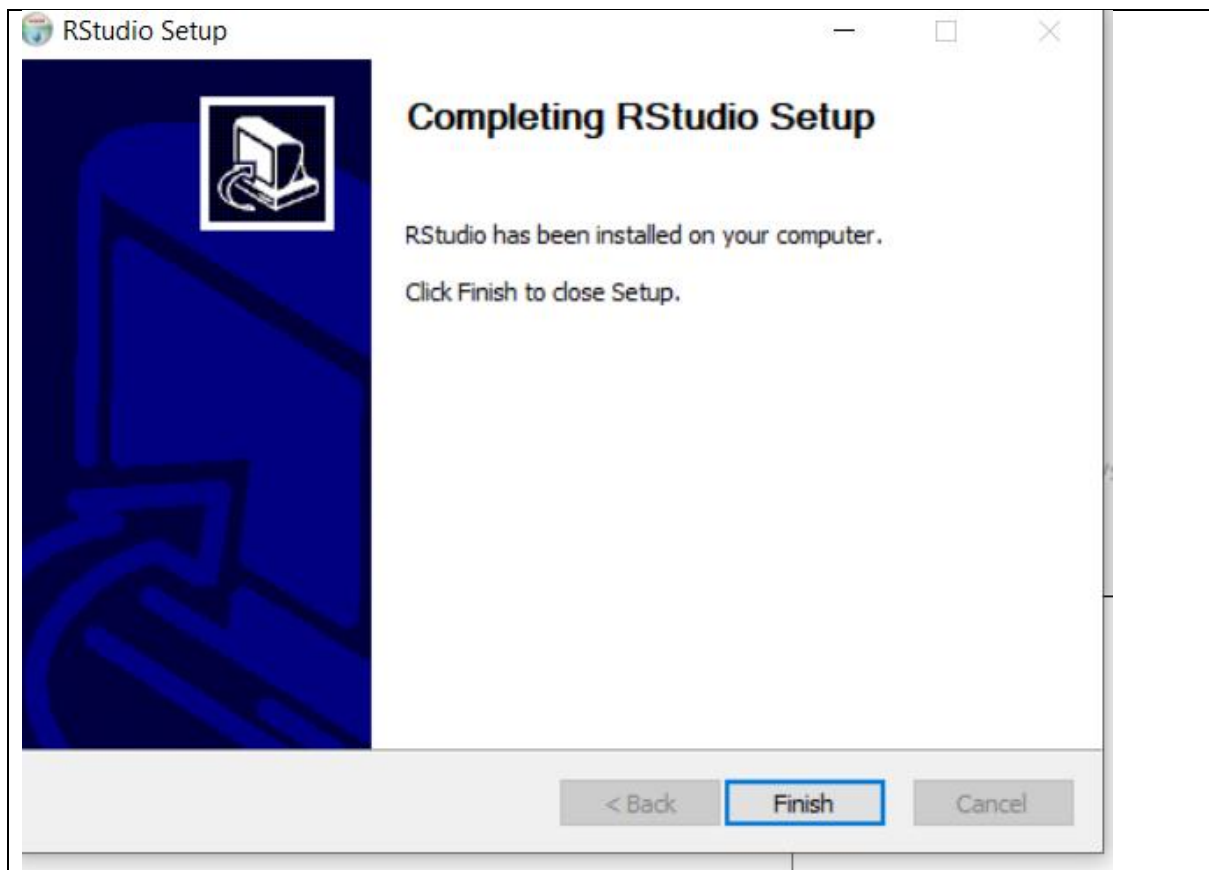 RStudio Setup
Completing RStudio Setup
RStudio has been installed on your computer.
Click Finish to close Setup.
< Back
Finish
Cancel